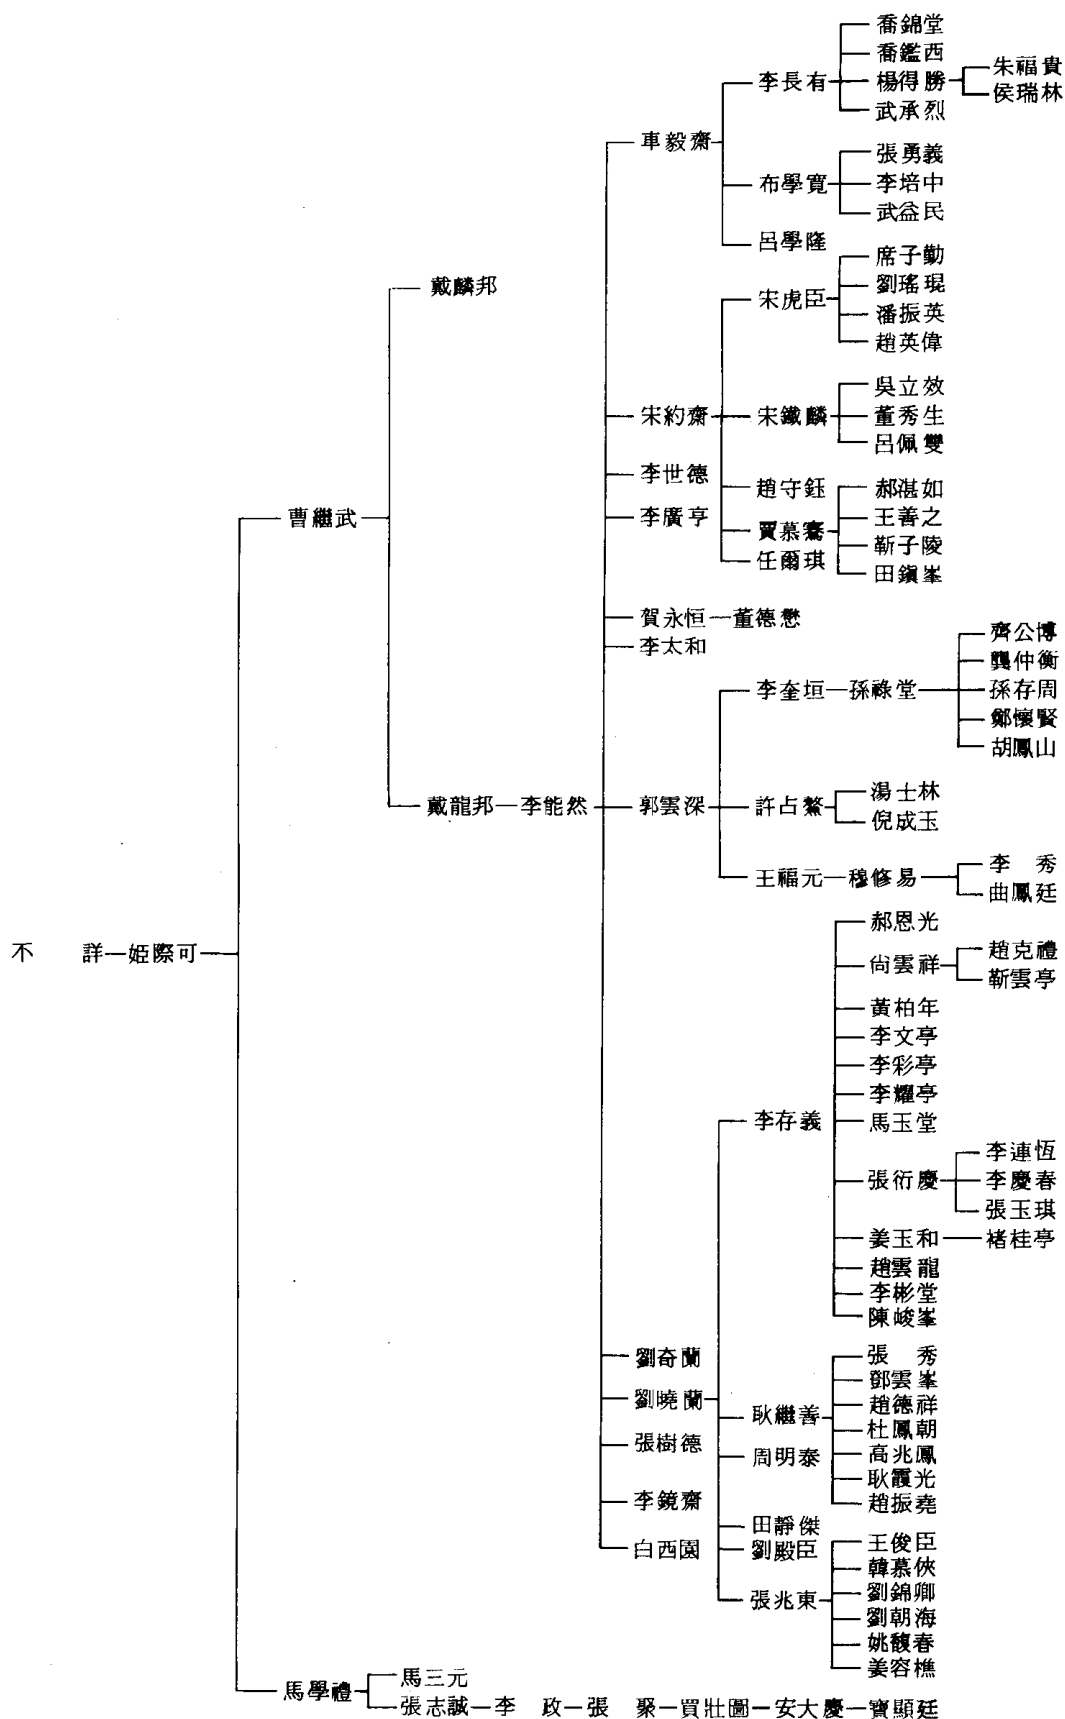 喬錦堂
喬鑑西
朱福貴
李長有
楊得勝
侯瑞林
武承烈
車毅齋
張勇義
布學寬
李培中
武益民
呂學隆
席子勤
戴麟邦
劉瑤琨
宋虎臣
潘振英
趙英偉
吳立效
宋約齋
宋鐵麟
董秀生
呂佩雙
李世德
趙守鈺
郝湛如
曹繼武
李廣亨
王善之
賈慕騫
靳子陵
任爾琪
田鎭峯
賀永恒 董德懋
齊公博
李太和
龔仲衡
李奎垣 孫祿堂
孫存周
鄭懷賢
胡鳳山
湯士林
戴龍邦 李能然
郭雲深
許占鰲
倪成玉
李 秀
王福元 穆修易
曲鳳廷
郝恩光
不 詳 姫際可
趙克禮
尙雲祥
靳雲亭
黃柏年
李文亭
李彩亭
李耀亭
李存義
馬玉堂
李連恆
張衍慶
李慶春
張玉琪
姜玉和 褚桂亭
趙雲龍
李彬堂
陳峻峯
劉奇蘭
張 秀
鄧雲峯
劉曉蘭
趙德祥
耿繼善
杜鳳朝
張樹德
周明泰
高兆鳳
耿霞光
李鏡齋
趙振堯
田靜傑
白西園
劉殿臣
王俊臣
韓慕俠
張兆東
劉錦卿
劉朝海
姚馥春
姜容樵
馬學禮
馬三元
張志誠 李 政 張 聚 買壯圖 安大慶 寶顯廷